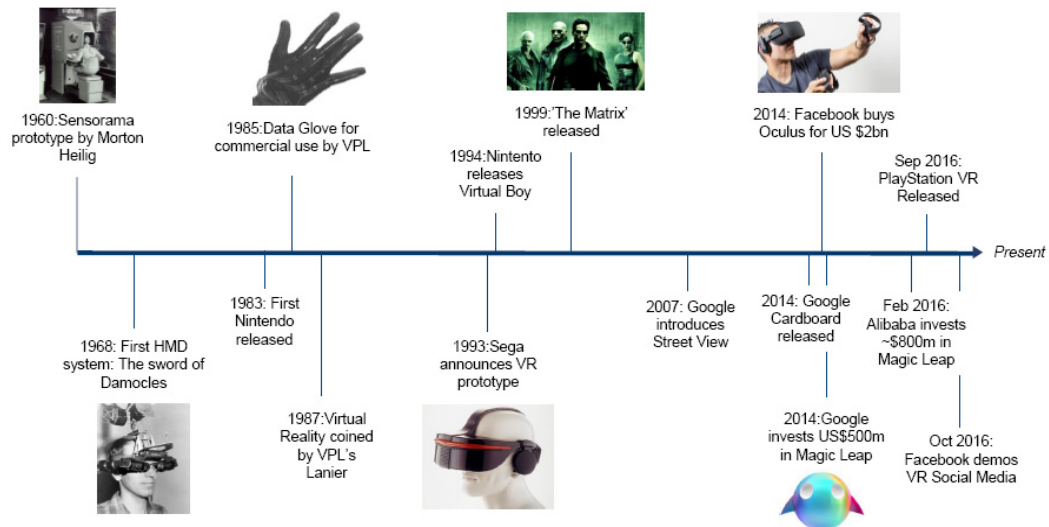 1960:Sensorama
prototype by Morton
Heilig
1985:Data Glove for
commercial use by VPL
1994:Nintento
releases
Virtual Boy
1999:'The Matrix'
released
2014: Facebook buys
Oculus for US $2bn
Sep 2016:
PlayStation VR
Released
Present
1968: First HMD
system: The sword of
Damocles
1983: First
Nintendo
released
1987:Virtual
Reality coined
by VPL's
Lanier
1993:Sega
announces VR
prototype
2007: Google
introduces
Street View
2014: Google
Cardboard
released
2014:Google
invests US$500m
in Magic Leap
Feb 2016:
Alibaba invests
~$800m in
Magic Leap
Oct 2016:
Facebook demos
VR Social Media